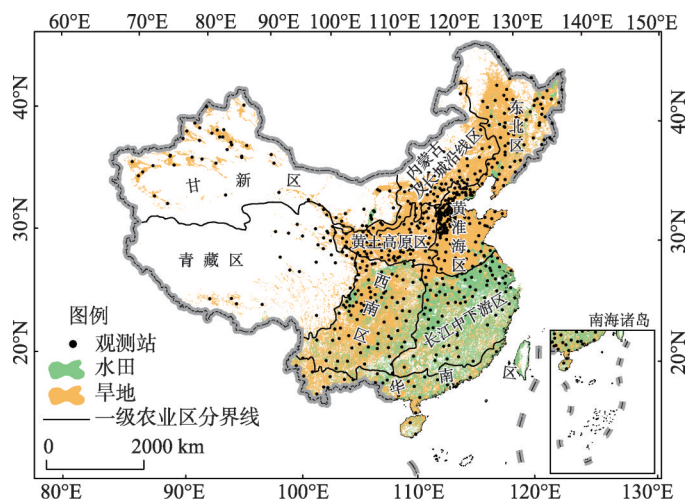 60°E 70°E 80°E 90°E 100°E 110°E 120°E 130°E 140°E 150°E
40°N
30°N
20°N
40°N
30°N
20°N
东北区
内蒙古
及长城沿线区
甘新区
黄淮海区
黄土高原区
青藏区
西南区
长江中下游区
华南区
南海诸岛
图例
观测站
水田
旱地
一级农业区分界线
0 2000 km
80°E 90°E 100°E 110°E 120°E 130°E